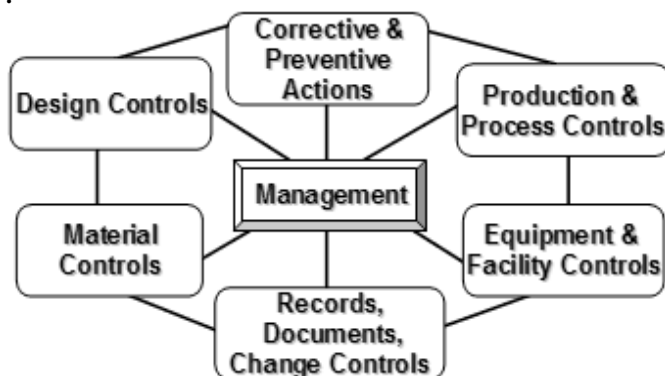 Corrective &
Preventive
Actions
Design Controls
Production &
Process Controls
Management
Material
Controls
Equipment &
Facility Controls
Records,
Documents,
Change Controls